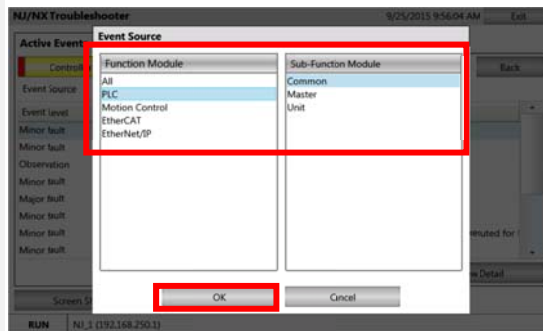 NJ/NX Troubleshooter 9/25/2015 9:56:04 AM Exit
Active Event
Event Source
Controll
Back
Function Module Sub-Function Module
All Common
PLC Master
Motion Control Unit
EtherCAT
EtherNet/IP
Event Source
Event level
Minor fault
Minor fault
Observation
Minor fault
Major fault
Minor fault
Minor fault
Minor fault
OK Cancel
Detail
Screen
RUN NJ_1 (192.168.250.1)